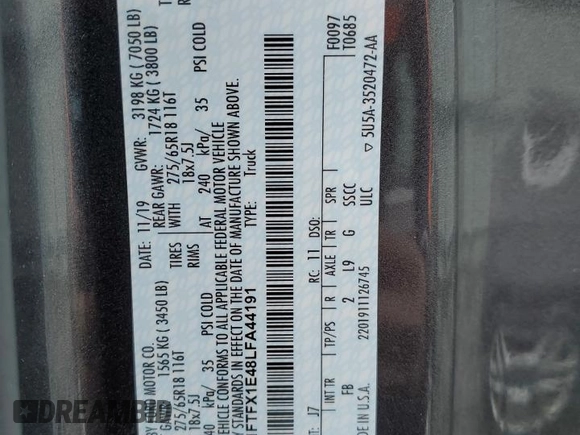 BY MOTOR CO.
DATE: 11/19 GVWR: 3198 KG ( 7050 LB)
1565 KG ( 3450 LB) REAR GAWR: 1724 KG ( 3800 LB)
275/65R18 116T TIRES WITH 275/65R18 116T
18x7.5J RIMS 18x7.5J
240 kPa/ 35 PSI COLD AT 240 kPa/ 35 PSI COLD
VEHICLE CONFORMS TO ALL APPLICABLE FEDERAL MOTOR VEHICLE
STANDARDS IN EFFECT ON THE DATE OF MANUFACTURE SHOWN ABOVE.
FTFX1E48LFA44191 TYPE: Truck
F0097
T0685
RC: 11 DSO:
J7 INT TR TP/PS R AXLE TR SPR
FB 2 L9 G SSCC
2201911126745 ULC
MADE IN U.S.A.
▽ 5U5A-3520472-AA
DreamBid.com